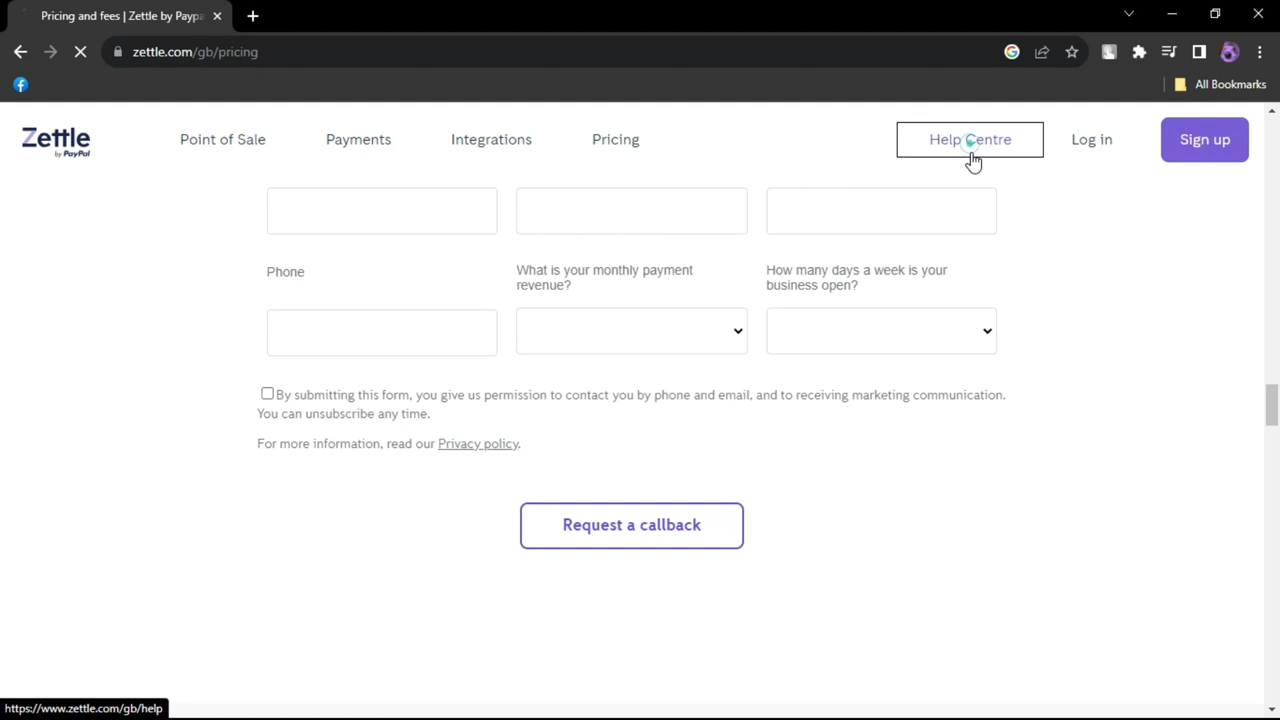 Pricing and fees | Zettle by Paypa
zettle.com/gb/pricing
All Bookmarks
Zettle
by PayPal
Point of Sale
Payments
Integrations
Pricing
Help Centre
Log in
Sign up
Phone
What is your monthly payment
revenue?
How many days a week is your
business open?
By submitting this form, you give us permission to contact you by phone and email, and to receiving marketing communication.
You can unsubscribe any time.
For more information, read our Privacy policy.
Request a callback
https://www.zettle.com/gb/help